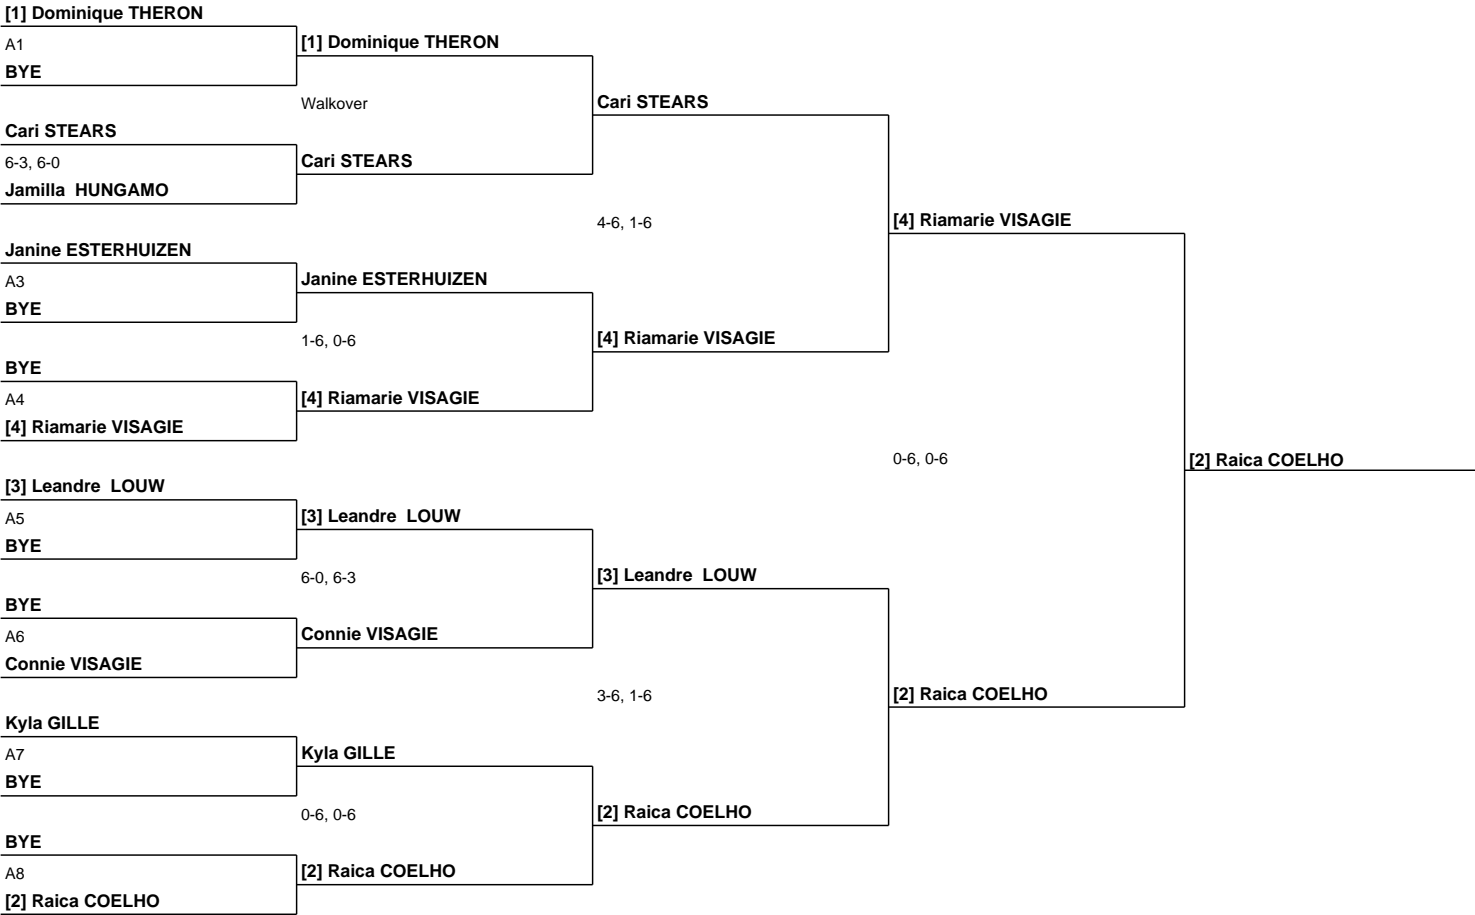 [1] Dominique THERON
A1
BYE
Cari STEARS
6-3, 6-0
Jamilla  HUNGAMO
Janine ESTERHUIZEN
A3
BYE
BYE
A4
[4] Riamarie VISAGIE
[3] Leandre  LOUW
A5
BYE
BYE
A6
Connie VISAGIE
Kyla GILLE
A7
BYE
BYE
A8
[2] Raica COELHO
[1] Dominique THERON
Walkover
Cari STEARS
Janine ESTERHUIZEN
1-6, 0-6
[4] Riamarie VISAGIE
[3] Leandre  LOUW
6-0, 6-3
Connie VISAGIE
Kyla GILLE
0-6, 0-6
[2] Raica COELHO
Cari STEARS
4-6, 1-6
[4] Riamarie VISAGIE
[3] Leandre  LOUW
3-6, 1-6
[2] Raica COELHO
[4] Riamarie VISAGIE
0-6, 0-6
[2] Raica COELHO
[2] Raica COELHO